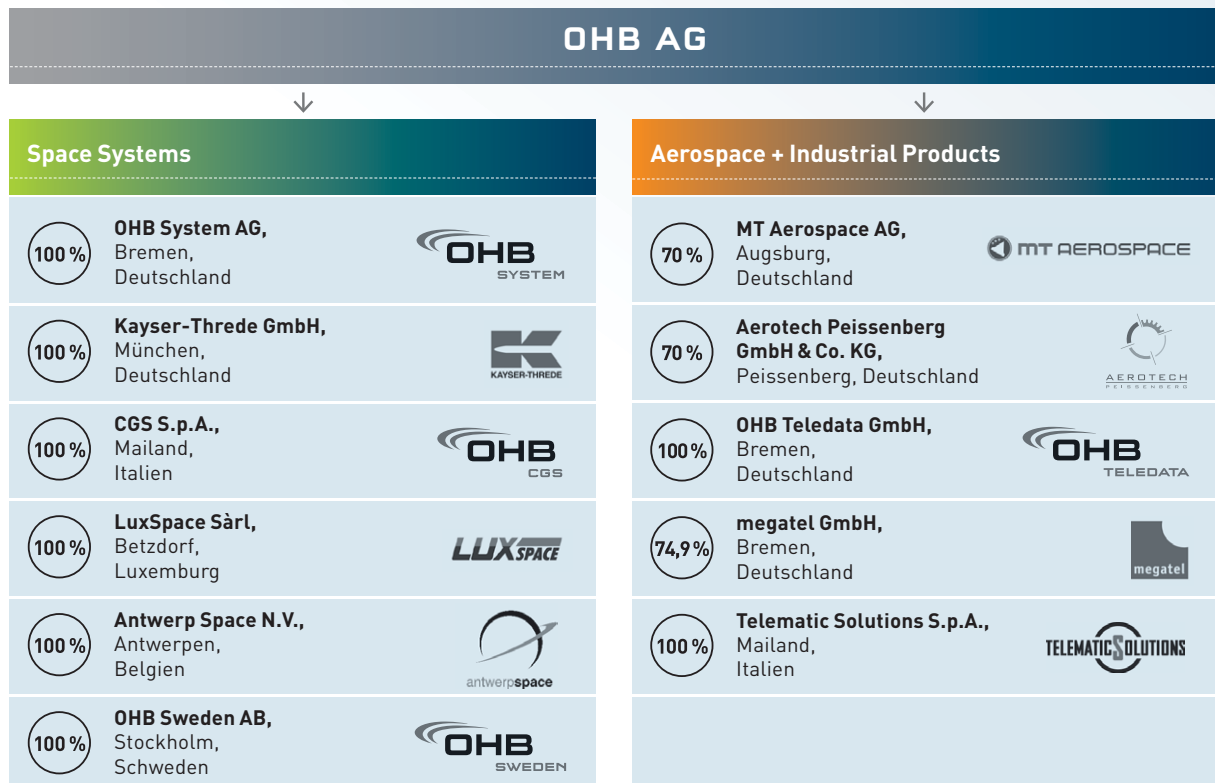 OHB AG
Space Systems
100 %
OHB System AG,
Bremen,
Deutschland
OHB
SYSTEM
100 %
Kayser-Threde GmbH,
München,
Deutschland
KAYSER-THREDE
100 %
CGS S.p.A.,
Mailand,
Italien
OHB
CGS
100 %
LuxSpace Sàrl,
Betzdorf,
Luxemburg
LUXSPACE
100 %
Antwerp Space N.V.,
Antwerpen,
Belgien
antwerpspace
100 %
OHB Sweden AB,
Stockholm,
Schweden
OHB
SWEDEN
Aerospace + Industrial Products
70 %
MT Aerospace AG,
Augsburg,
Deutschland
MT AEROSPACE
70 %
Aerotech Peissenberg
GmbH & Co. KG,
Peissenberg, Deutschland
AEROTECH
PEISSENBERG
100 %
OHB Teledata GmbH,
Bremen,
Deutschland
OHB
TELEDATA
74,9 %
megatel GmbH,
Bremen,
Deutschland
megatel
100 %
Telematic Solutions S.p.A.,
Mailand,
Italien
TELEMATICSOLUTIONS